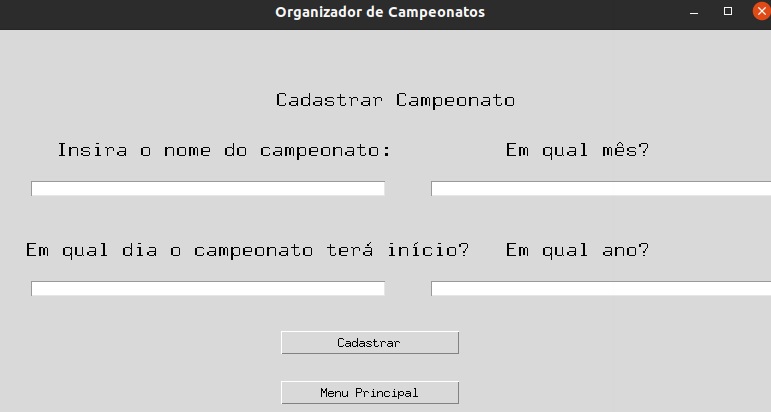 Organizador de Campeonatos
Cadastrar Campeonato
Insira o nome do campeonato:
Em qual mês?
Em qual dia o campeonato terá início?
Em qual ano?
Cadastrar
Menu Principal